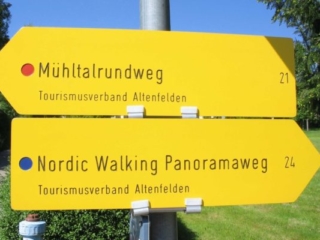 Mühltalrundweg 21
Tourismusverband Altenfelden
Nordic Walking Panoramaweg 24
Tourismusverband Altenfelden